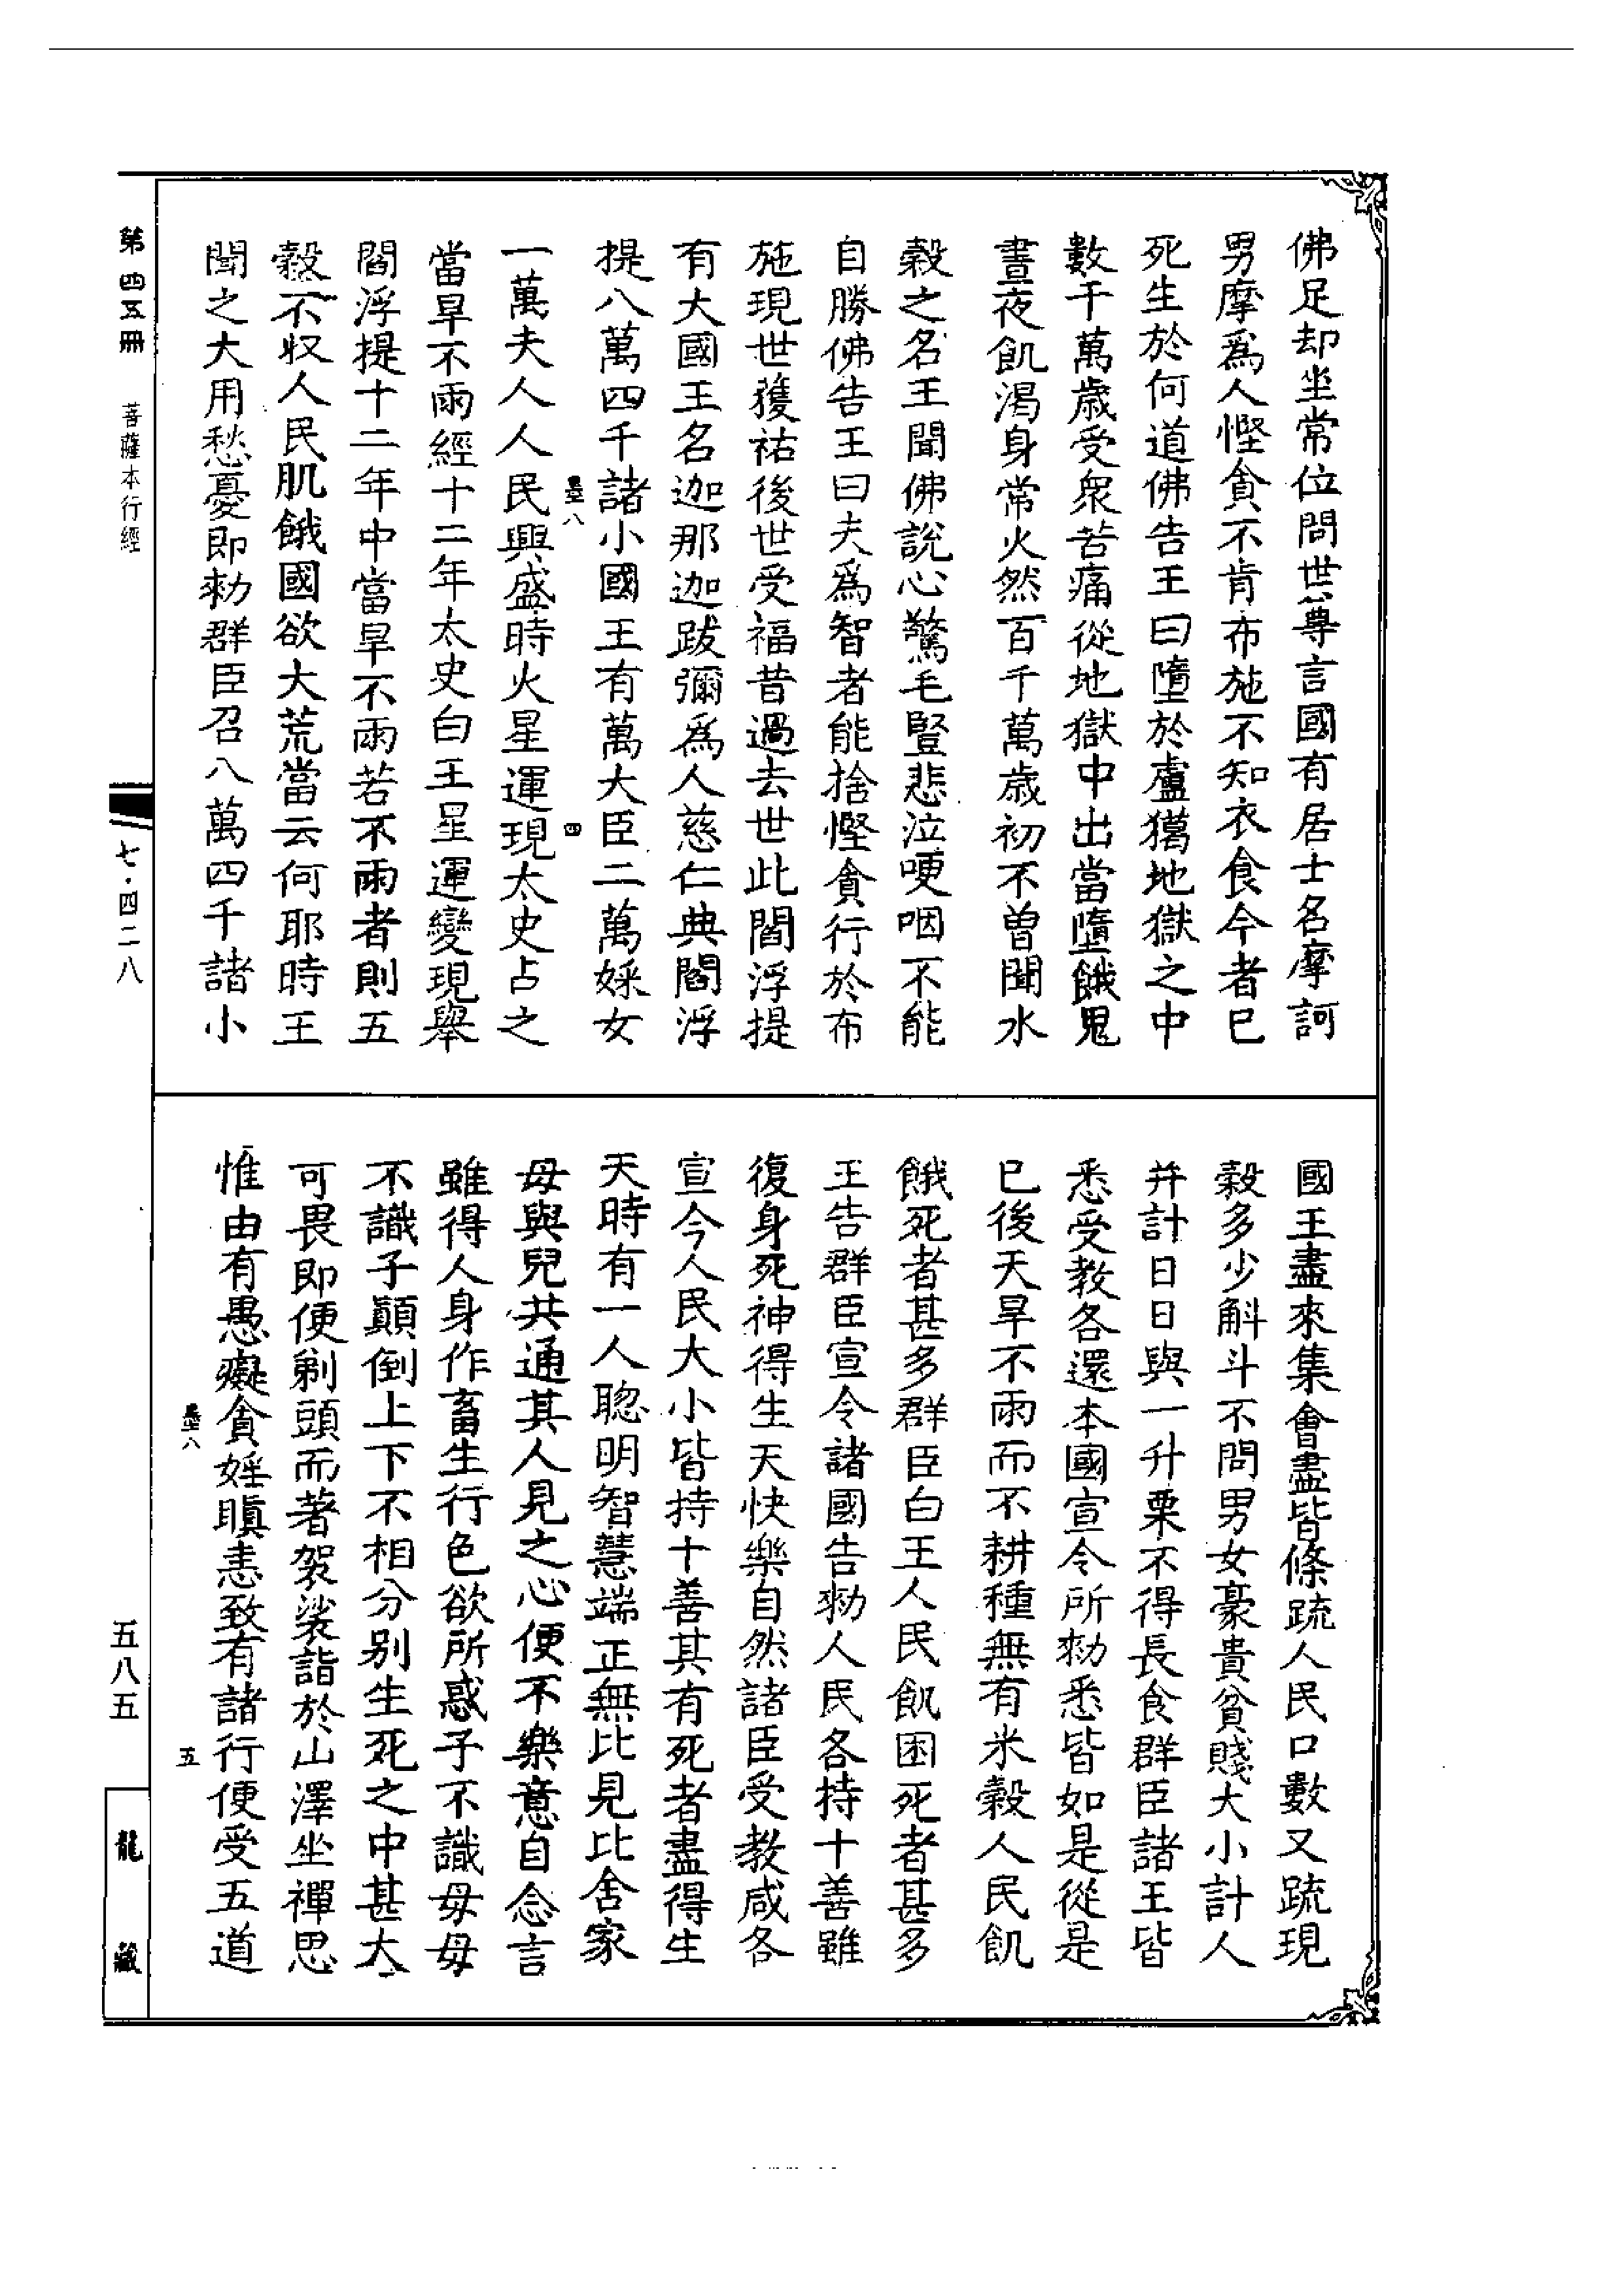 佛足却坐常位問世尊言國有居士名摩訶
男摩爲人慳貪不肯布施不知衣食今者已
死生於何道佛告王曰墮於盧獦地獄之中
數千萬歲受衆苦痛從地獄中出當墮餓鬼
晝夜飢渴身常火然百千萬歲初不曾聞水
穀之名王聞佛說心驚毛豎悲泣哽咽不能
自勝佛告王曰夫爲智者能捨慳貪行於布
施現世獲祐後世受福昔過去世此閻浮提
有大國王名迦那迦跋彌爲人慈仁典閻浮
提八萬四千諸小國王有萬大臣二萬婇女
墨八
四
一萬夫人人民興盛時火星運現太史占之
當旱不雨經十二年太史白王星運變現舉
閻浮提十二年中當旱不雨若不雨者則五
穀不収人民肌餓國欲大荒當云何耶時王
聞之大用愁憂即勑群臣召八萬四千諸小
國王盡來集會盡皆條疏人民口數又疏現
穀多少斛斗不問男女豪貴貧賤大小計人
并計日日與一升粟不得長食群臣諸王皆
悉受教各還本國宣令所勑悉皆如是從是
已後天旱不雨而不耕種無有米穀人民飢
餓死者甚多群臣白王人民飢困死者甚多
王告群臣宣令諸國告勑人民各持十善雖
復身死神得生天快樂自然諸臣受教咸各
宣今人民大小皆持十善其有死者盡得生
天時有一人聰明智慧端正無比見比舍家
母與兒共通其人見之心便不樂意自念言
雖得人身作畜生行色欲所惑子不識母母
不識子顛倒上下不相分別生死之中甚大
可畏即便剃頭而著袈裟詣於山澤坐禪思
惟由有愚癡貪婬瞋恚致有諸行便受五道
墨八
五
第四五冊
菩薩本行經
七·四二八
五八五
龍藏